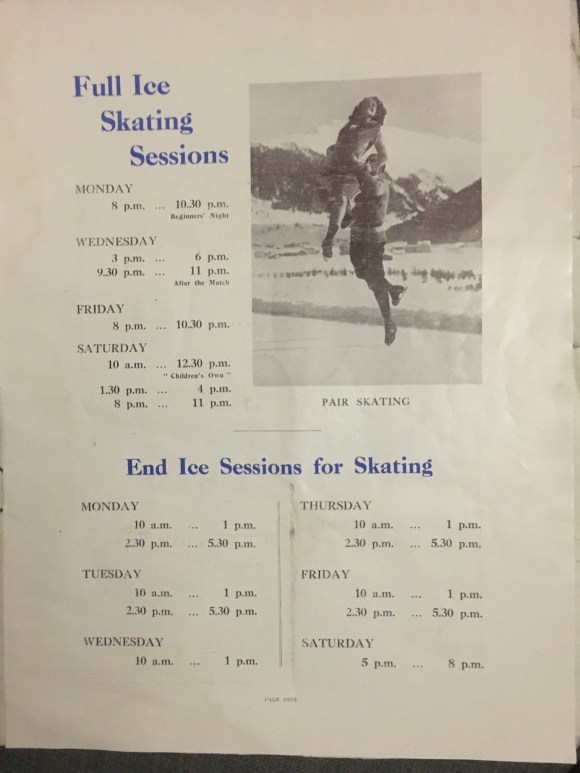 Full Ice
Skating
Sessions
MONDAY
8 p.m. ... 10.30 p.m.
Beginners' Night
WEDNESDAY
3 p.m. ... 6 p.m.
9.30 p.m. ... 11 p.m.
After the Match
FRIDAY
8 p.m. ... 10.30 p.m.
SATURDAY
10 a.m. ... 12.30 p.m.
"Children's Own"
1.30 p.m. ... 4 p.m.
8 p.m. ... 11 p.m.
PAIR SKATING
End Ice Sessions for Skating
MONDAY
10 a.m. ... 1 p.m.
2.30 p.m. ... 5.30 p.m.
TUESDAY
10 a.m. ... 1 p.m.
2.30 p.m. ... 5.30 p.m.
WEDNESDAY
10 a.m. ... 1 p.m.
THURSDAY
10 a.m. ... 1 p.m.
2.30 p.m. ... 5.30 p.m.
FRIDAY
10 a.m. ... 1 p.m.
2.30 p.m. ... 5.30 p.m.
SATURDAY
5 p.m. ... 8 p.m.
PAGE NINE